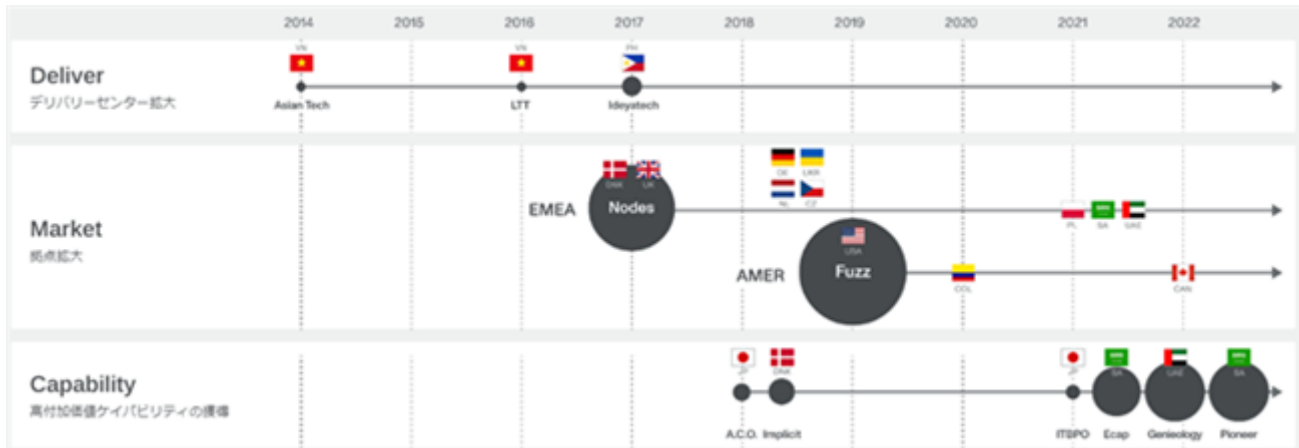 2014 2015 2016 2017 2018 2019 2020 2021 2022
VN VN PH
Deliver
デリバリーセンター拡大
Asian Tech LTT Ideyatech
DNK UK
DE UKR
NL CZ
EMEA Nodes
PL SA UAE
Market
拠点拡大
USA
AMER Fuzz
COL CAN
Capability
高付加価値ケイパビリティの獲得
JP DNK JP SA UAE SA
A.C.O. Insplicit ITBPO Ecap Genieology Pioneer